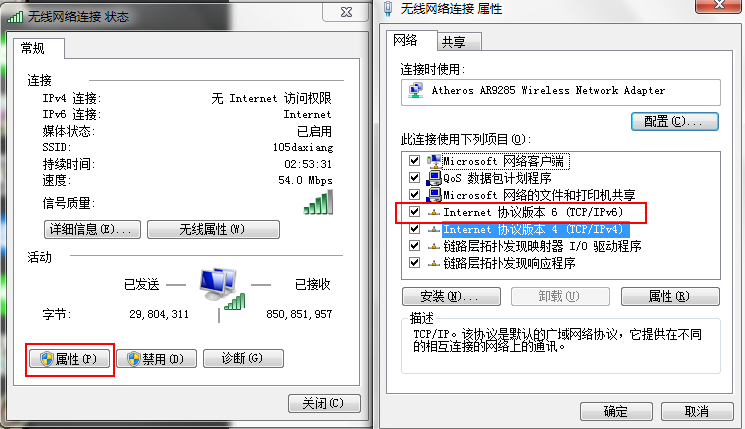 无线网络连接 状态
常规
连接
IPv4 连接: 无 Internet 访问权限
IPv6 连接: Internet
媒体状态: 已启用
SSID: 105daxiang
持续时间: 02:53:31
速度: 54.0 Mbps
信号质量:
详细信息(E)... 无线属性(W)
活动
已发送 已接收
字节: 29,804,311 850,851,957
属性(P) 禁用(D) 诊断(G)
关闭(C)
无线网络连接 属性
网络 共享
连接时使用:
Atheros AR9285 Wireless Network Adapter
配置(C)...
此连接使用下列项目(O):
Microsoft 网络客户端
QoS 数据包计划程序
Microsoft 网络的文件和打印机共享
Internet 协议版本 6 (TCP/IPv6)
Internet 协议版本 4 (TCP/IPv4)
链路层拓扑发现映射器 I/O 驱动程序
链路层拓扑发现响应程序
安装(N)... 卸载(U) 属性(R)
描述
TCP/IP。该协议是默认的广域网络协议，它提供在不同
的相互连接的网络上的通讯。
确定 取消